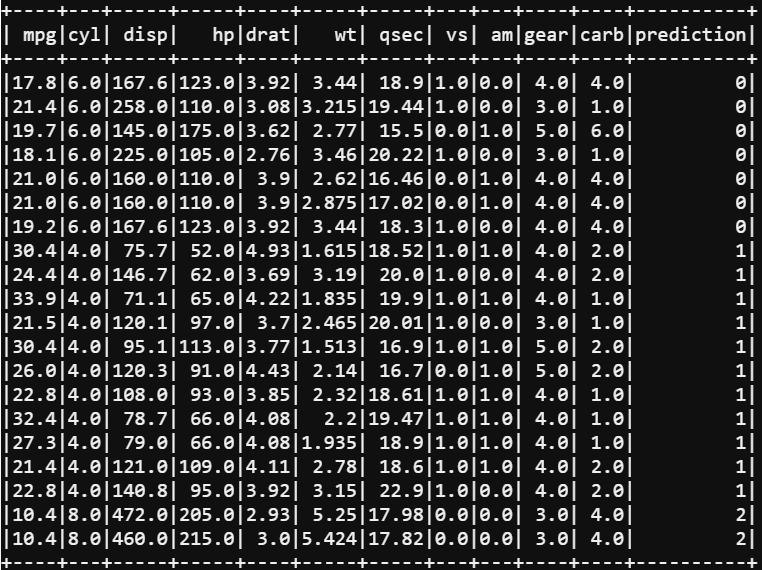 +----+---+-----+-----+----+-----+-----+---+---+----+----+----------+
| mpg|cyl| disp|   hp|drat|   wt| qsec| vs| am|gear|carb|prediction|
+----+---+-----+-----+----+-----+-----+---+---+----+----+----------+
|17.8|6.0|167.6|123.0|3.92| 3.44| 18.9|1.0|0.0| 4.0| 4.0|         0|
|21.4|6.0|258.0|110.0|3.08|3.215|19.44|1.0|0.0| 3.0| 1.0|         0|
|19.7|6.0|145.0|175.0|3.62| 2.77| 15.5|0.0|1.0| 5.0| 6.0|         0|
|18.1|6.0|225.0|105.0|2.76| 3.46|20.22|1.0|0.0| 3.0| 1.0|         0|
|21.0|6.0|160.0|110.0| 3.9| 2.62|16.46|0.0|1.0| 4.0| 4.0|         0|
|21.0|6.0|160.0|110.0| 3.9|2.875|17.02|0.0|1.0| 4.0| 4.0|         0|
|19.2|6.0|167.6|123.0|3.92| 3.44| 18.3|1.0|0.0| 4.0| 4.0|         0|
|30.4|4.0| 75.7| 52.0|4.93|1.615|18.52|1.0|1.0| 4.0| 2.0|         1|
|24.4|4.0|146.7| 62.0|3.69| 3.19| 20.0|1.0|0.0| 4.0| 2.0|         1|
|33.9|4.0| 71.1| 65.0|4.22|1.835| 19.9|1.0|1.0| 4.0| 1.0|         1|
|21.5|4.0|120.1| 97.0| 3.7|2.465|20.01|1.0|0.0| 3.0| 1.0|         1|
|30.4|4.0| 95.1|113.0|3.77|1.513| 16.9|1.0|1.0| 5.0| 2.0|         1|
|26.0|4.0|120.3| 91.0|4.43| 2.14| 16.7|0.0|1.0| 5.0| 2.0|         1|
|22.8|4.0|108.0| 93.0|3.85| 2.32|18.61|1.0|1.0| 4.0| 1.0|         1|
|32.4|4.0| 78.7| 66.0|4.08|  2.2|19.47|1.0|1.0| 4.0| 1.0|         1|
|27.3|4.0| 79.0| 66.0|4.08|1.935| 18.9|1.0|1.0| 4.0| 1.0|         1|
|21.4|4.0|121.0|109.0|4.11| 2.78| 18.6|1.0|1.0| 4.0| 2.0|         1|
|22.8|4.0|140.8| 95.0|3.92| 3.15| 22.9|1.0|0.0| 4.0| 2.0|         1|
|10.4|8.0|472.0|205.0|2.93| 5.25|17.98|0.0|0.0| 3.0| 4.0|         2|
|10.4|8.0|460.0|215.0| 3.0|5.424|17.82|0.0|0.0| 3.0| 4.0|         2|
+----+---+-----+-----+----+-----+-----+---+---+----+----+----------+